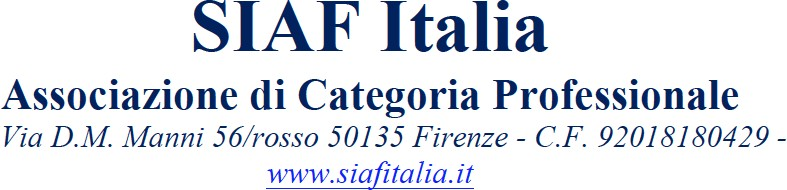 SIAF Italia
Associazione di Categoria Professionale
Via D.M. Manni 56/rosso 50135 Firenze - C.F. 92018180429 -
www.siafitalia.it